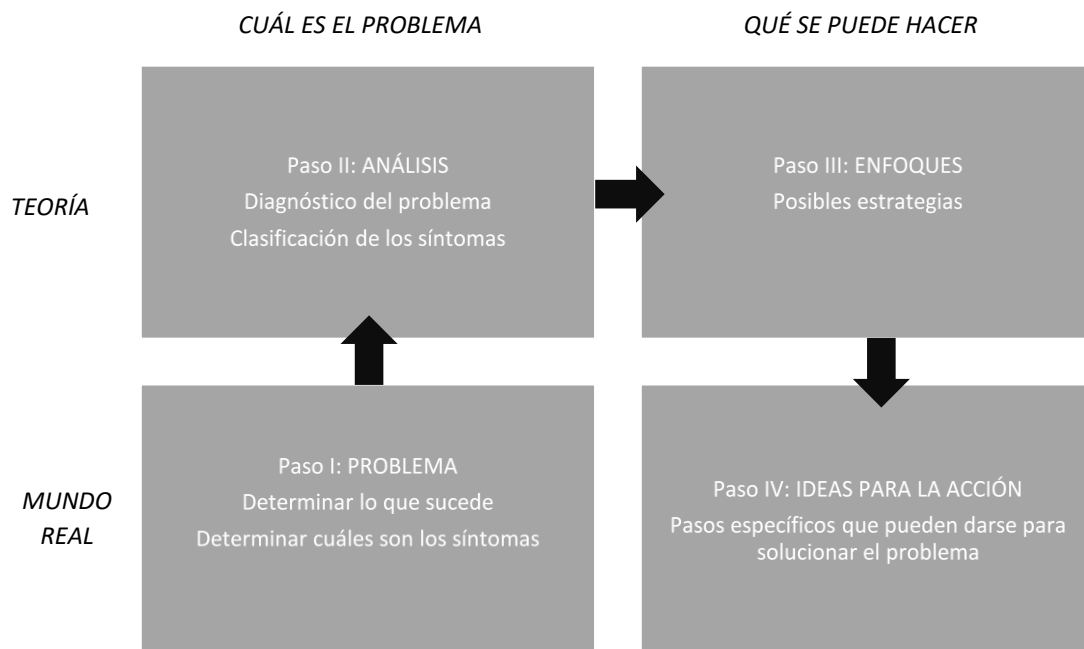 CUÁL ES EL PROBLEMA
QUÉ SE PUEDE HACER
TEORÍA
Paso II: ANÁLISIS
Diagnóstico del problema
Clasificación de los síntomas
Paso III: ENFOQUES
Posibles estrategias
MUNDO
REAL
Paso I: PROBLEMA
Determinar lo que sucede
Determinar cuáles son los síntomas
Paso IV: IDEAS PARA LA ACCIÓN
Pasos específicos que pueden darse para
solucionar el problema